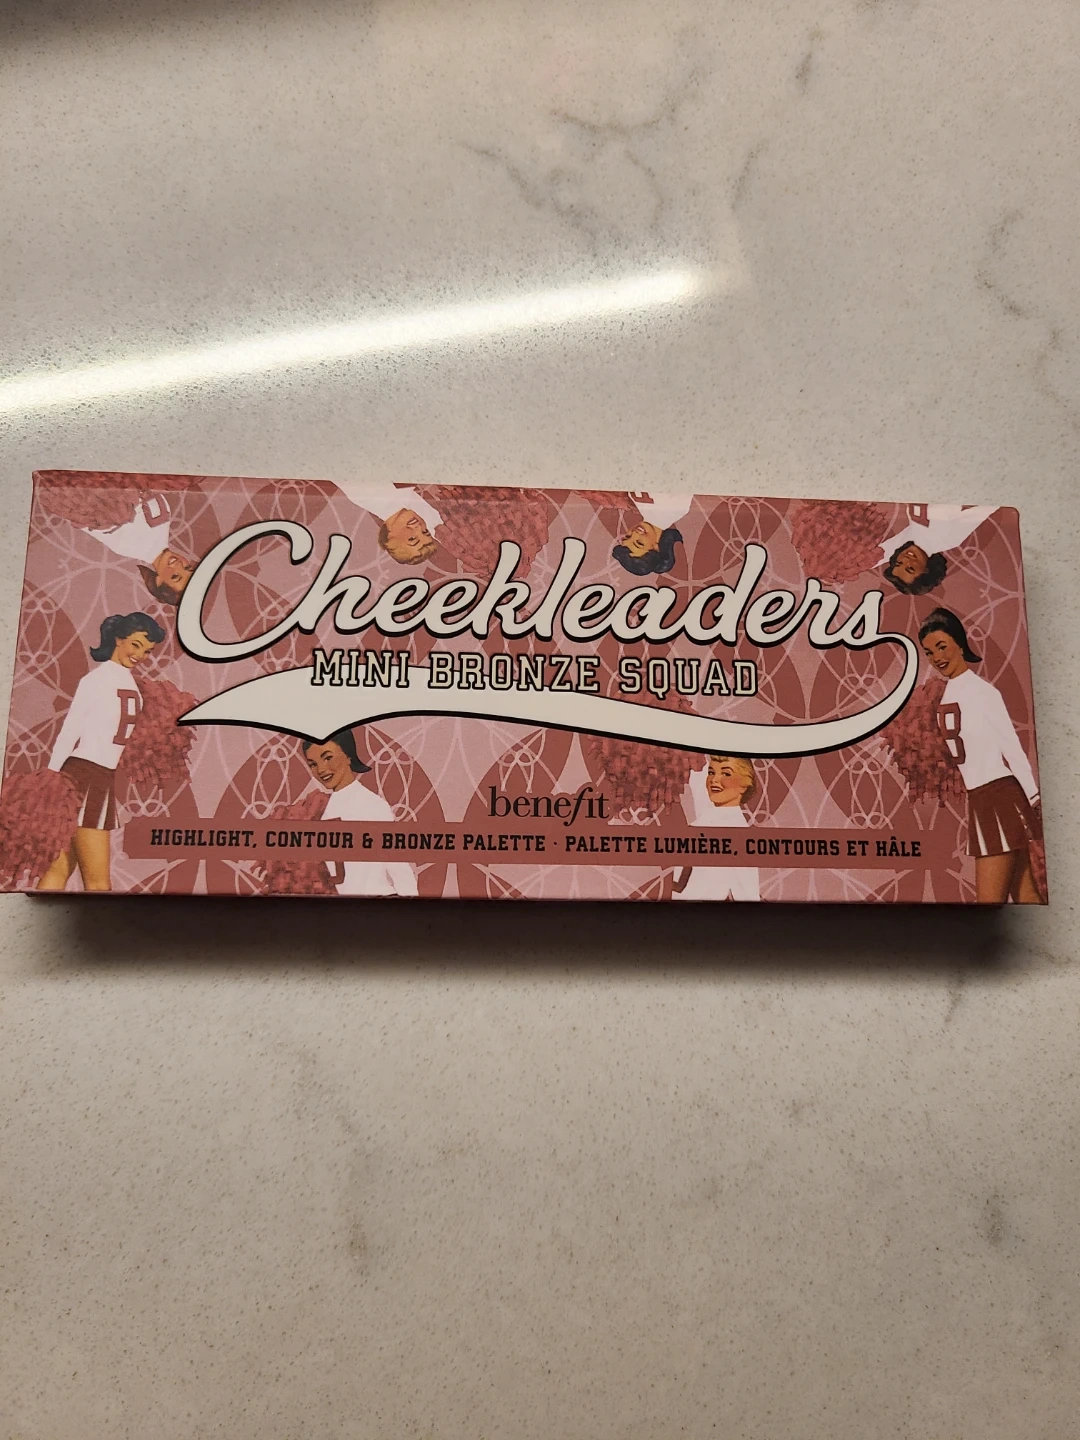 Cheekleaders
MINI BRONZE SQUAD
benefit
HIGHLIGHT, CONTOUR & BRONZE PALETTE · PALETTE LUMIÈRE, CONTOURS ET HÂLE
B
B